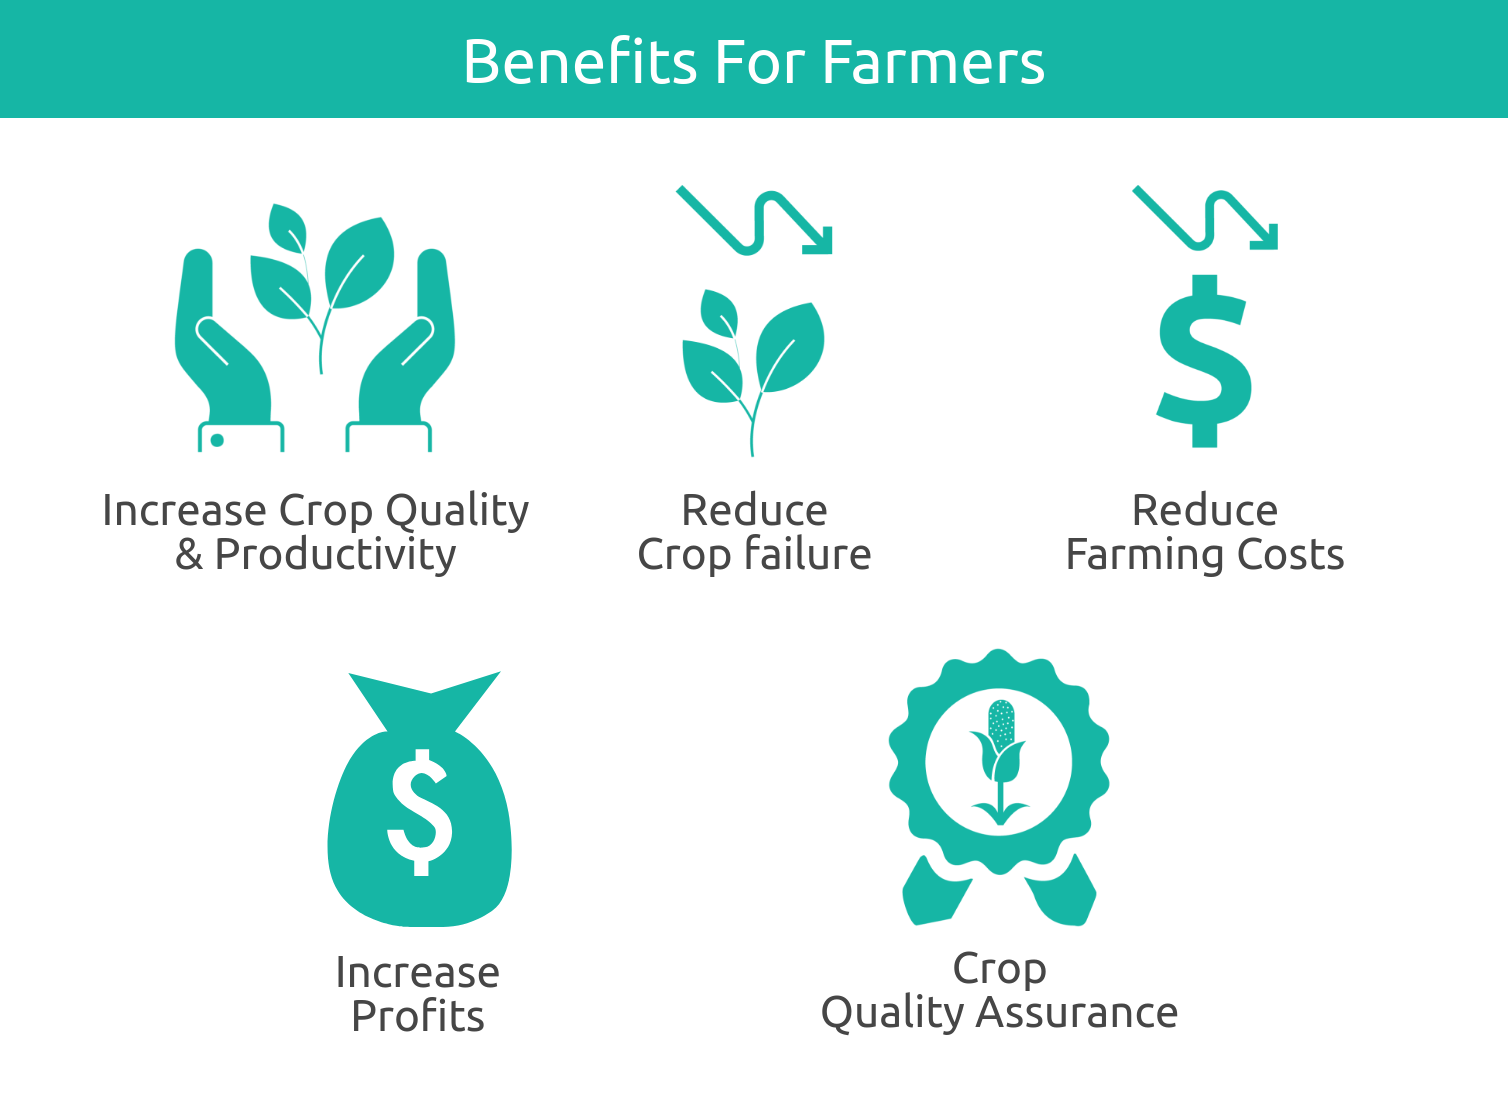 Benefits For Farmers
Increase Crop Quality
& Productivity
Reduce
Crop failure
Reduce
Farming Costs
$
$
Increase
Profits
Crop
Quality Assurance